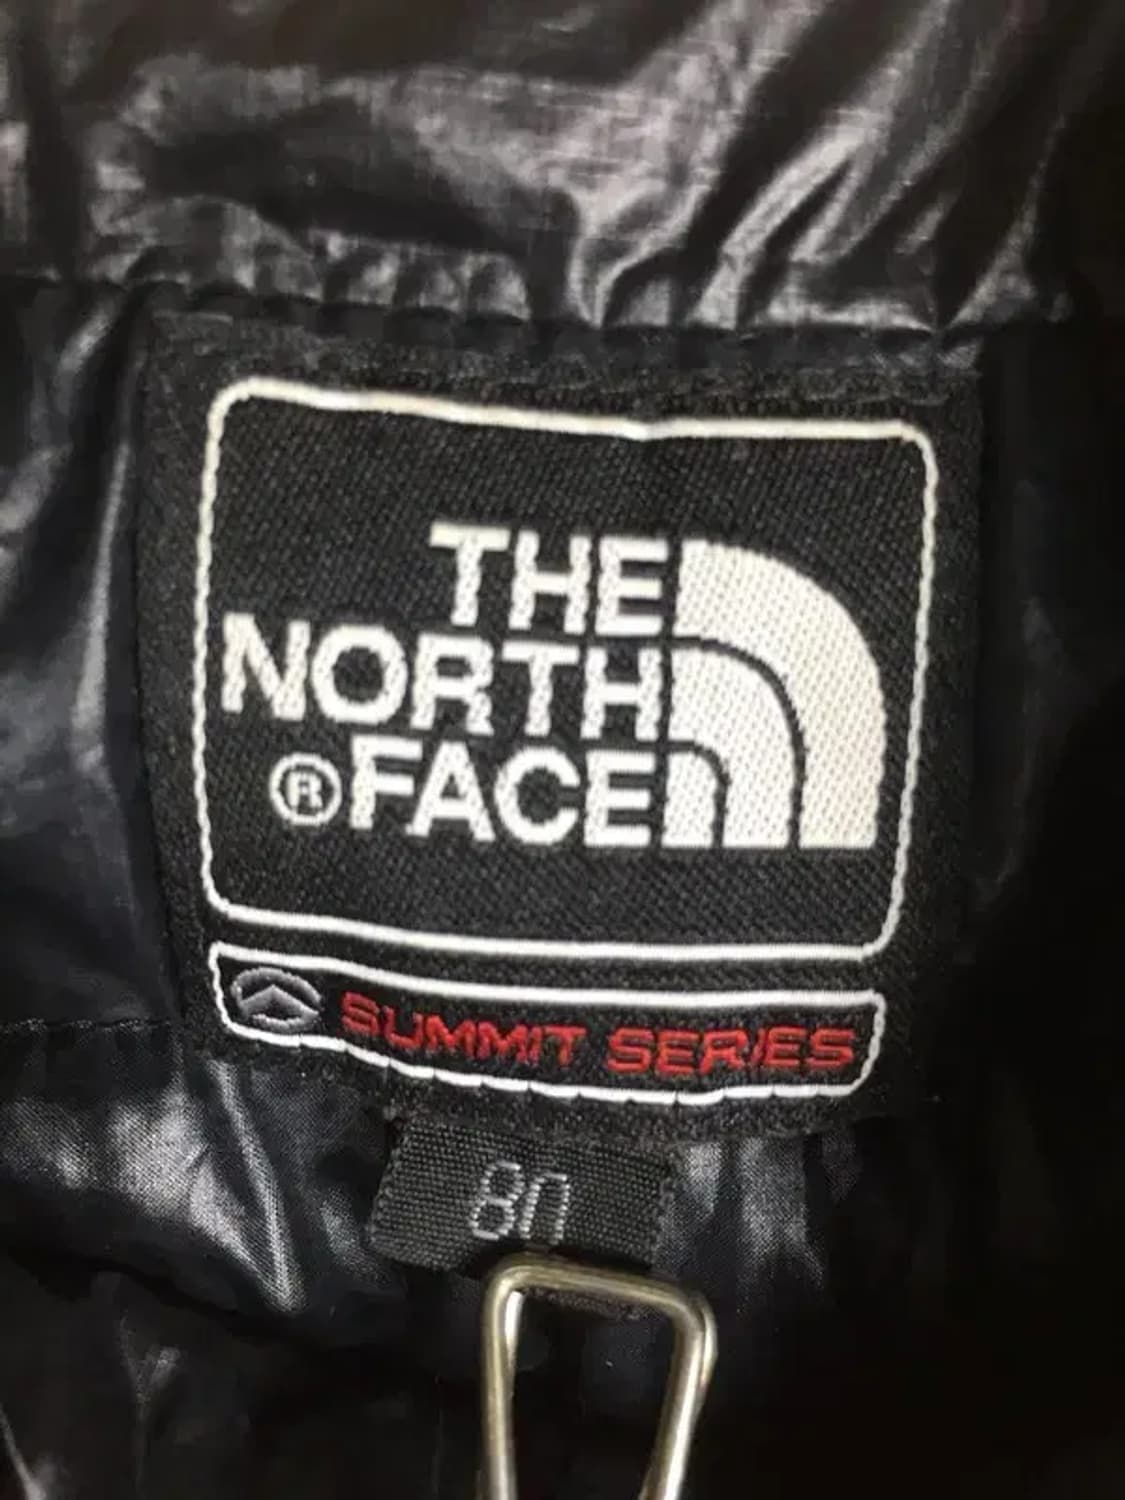 THE
NORTH
®FACE
SUMMIT SERIES
80